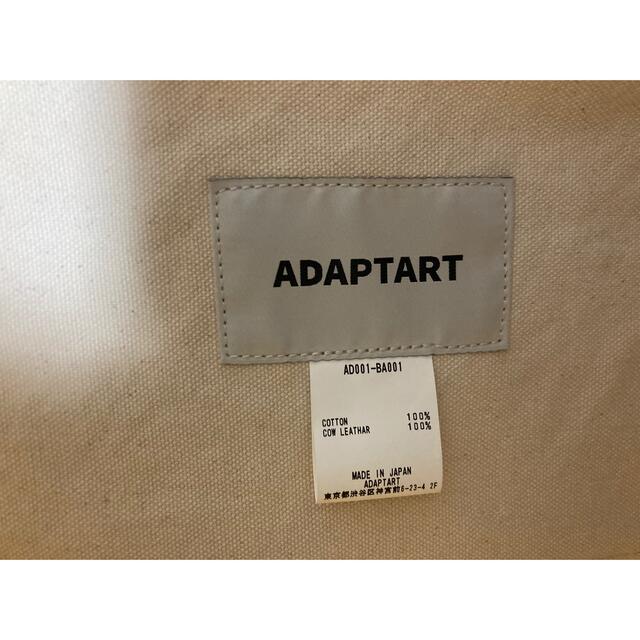 ADAPTART
AD001-BA001
COTTON 100%
COW LEATHAR 100%
MADE IN JAPAN
ADAPTART
東京都渋谷区神宮前6-23-4 2F